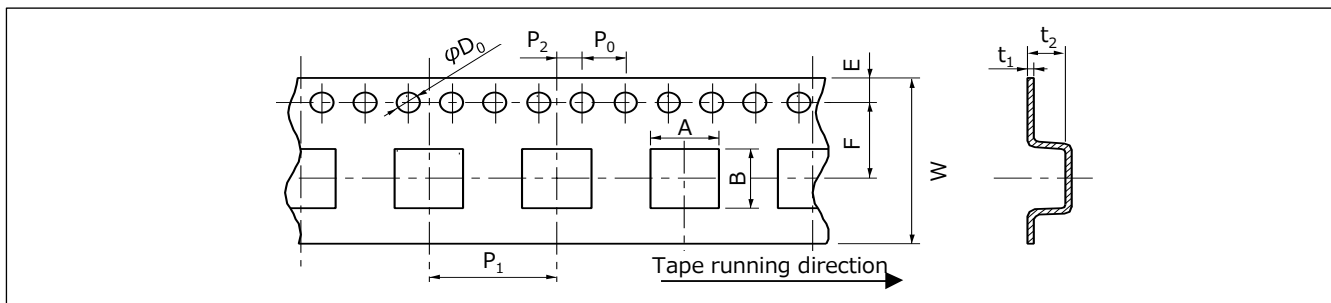 φD₀
P₂
P₀
E
t₁
t₂
A
F
B
W
P₁
Tape running direction